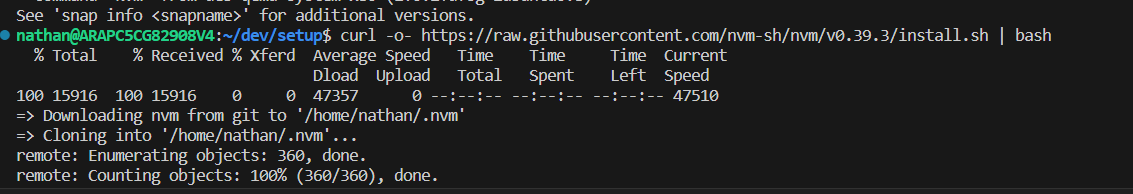 See 'snap info <snapname>' for additional versions.
nathan@ARAPC5CG82908V4:~/dev/setup$ curl -o- https://raw.githubusercontent.com/nvm-sh/nvm/v0.39.3/install.sh | bash
  % Total    % Received % Xferd  Average Speed   Time    Time     Time  Current
                                 Dload  Upload   Total   Spent    Left  Speed
100 15916  100 15916    0     0  47357      0 --:--:-- --:--:-- --:--:-- 47510
=> Downloading nvm from git to '/home/nathan/.nvm'
=> Cloning into '/home/nathan/.nvm'...
remote: Enumerating objects: 360, done.
remote: Counting objects: 100% (360/360), done.